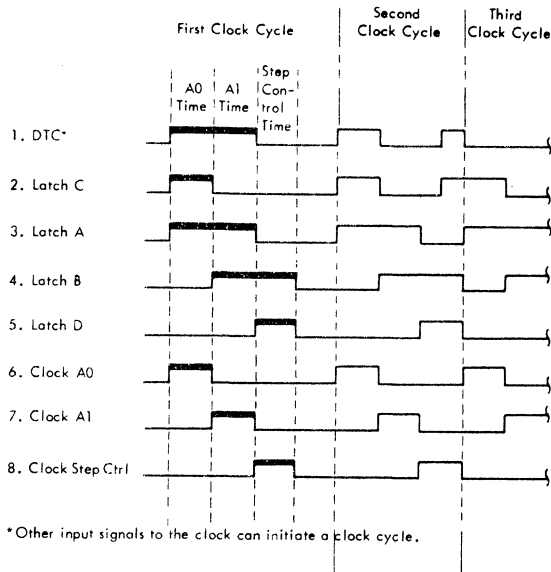 First Clock Cycle
Second
Clock Cycle
Third
Clock Cycle
A0
Time
A1
Time
Step
Con-
trol
Time
1. DTC*
2. Latch C
3. Latch A
4. Latch B
5. Latch D
6. Clock A0
7. Clock A1
8. Clock Step Ctrl
*Other input signals to the clock can initiate a clock cycle.